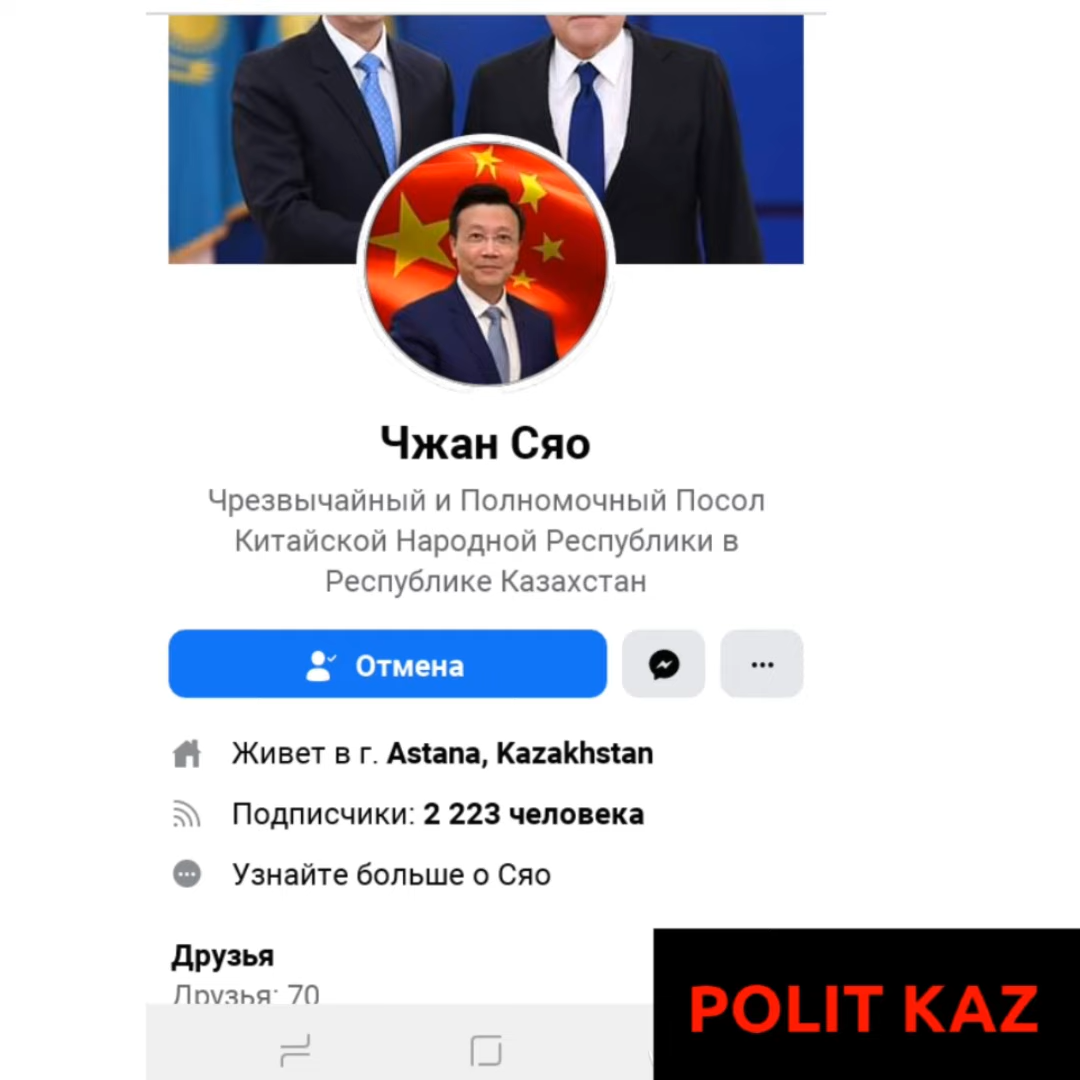 Чжан Сяо
Чрезвычайный и Полномочный Посол
Китайской Народной Республики в
Республике Казахстан
Отмена
Живет в г. Astana, Kazakhstan
Подписчики: 2 223 человека
Узнайте больше о Сяо
Друзья
Друзья: 70
POLIT KAZ